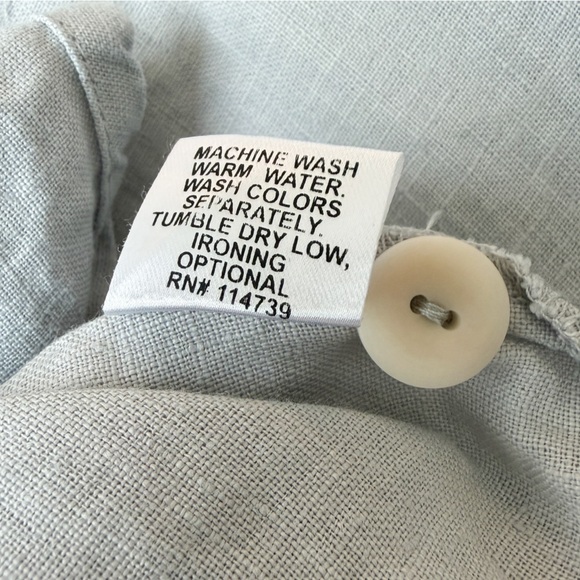 MACHINE WASH
WARM WATER.
WASH COLORS
SEPARATELY.
TUMBLE DRY LOW,
IRONING
OPTIONAL
RN# 114739